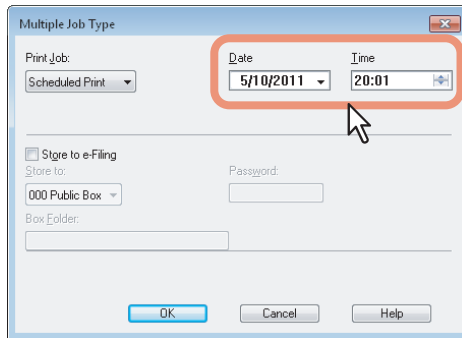 Multiple Job Type
Print Job: Date Time
Scheduled Print 5/10/2011 20:01
Store to e-Filing
Store to: Password:
000 Public Box
Box Folder:
OK Cancel Help